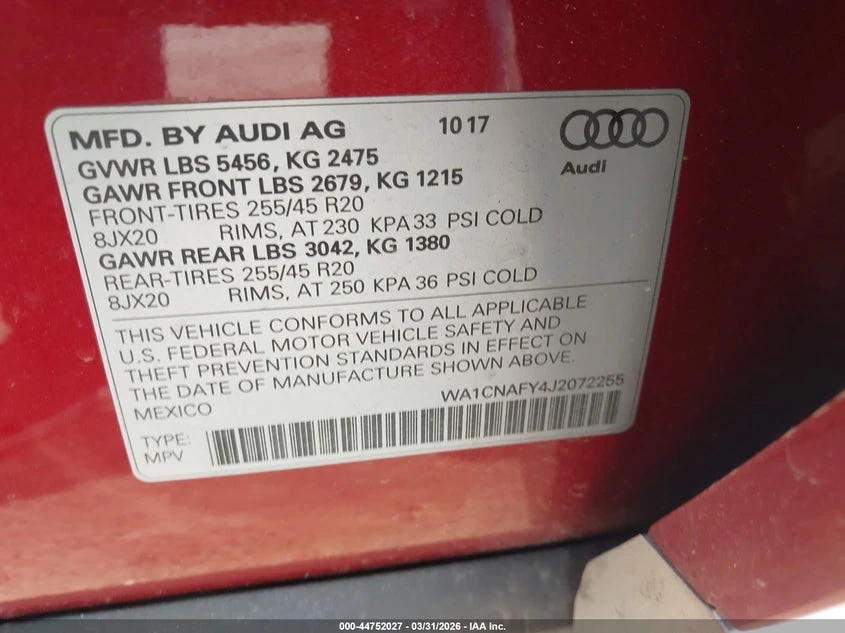 MFD. BY AUDI AG 10 17
GVWR LBS 5456, KG 2475
Audi
GAWR FRONT LBS 2679, KG 1215
FRONT-TIRES 255/45 R20
8JX20 RIMS, AT 230 KPA 33 PSI COLD
GAWR REAR LBS 3042, KG 1380
REAR-TIRES 255/45 R20
8JX20 RIMS, AT 250 KPA 36 PSI COLD
THIS VEHICLE CONFORMS TO ALL APPLICABLE
U.S. FEDERAL MOTOR VEHICLE SAFETY AND
THEFT PREVENTION STANDARDS IN EFFECT ON
THE DATE OF MANUFACTURE SHOWN ABOVE.
MEXICO WA1CNAFY4J2072255
TYPE:
MPV
000-44752027 - 03/31/2026 - IAA Inc.